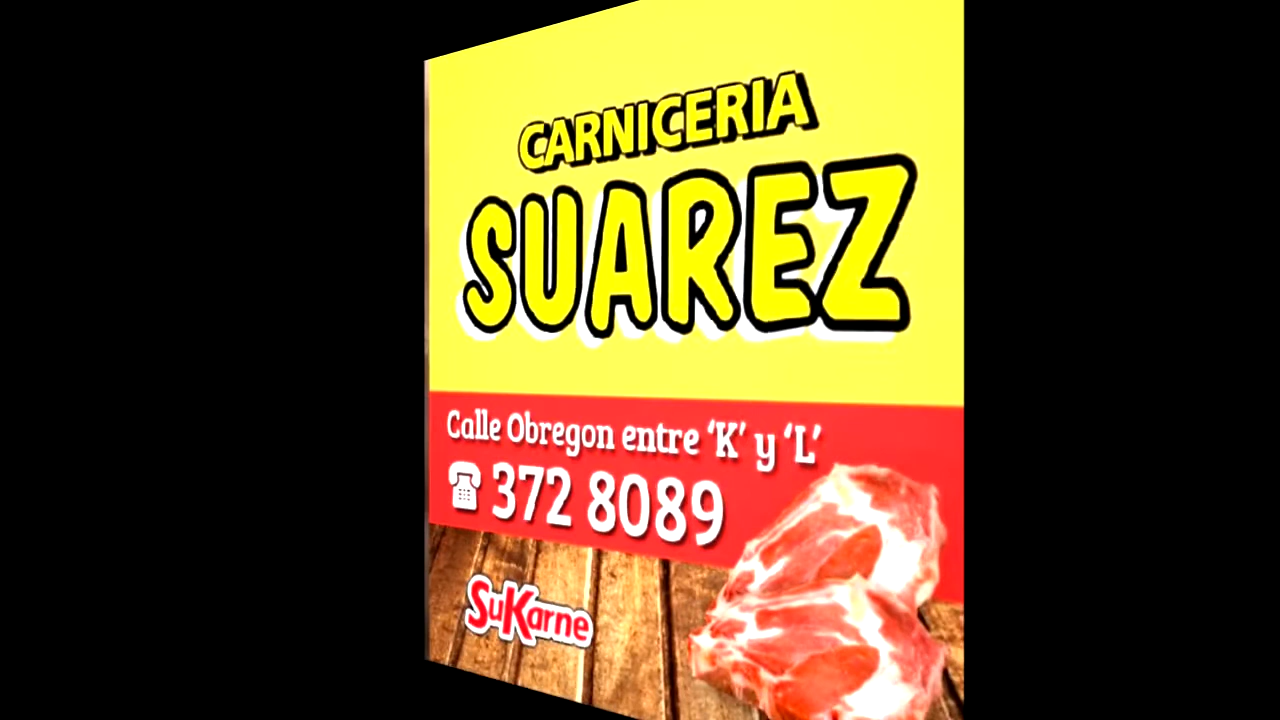 CARNICERIA
SUAREZ
Calle Obregon entre ‘K’ y ‘L’
372 8089
SuKarne